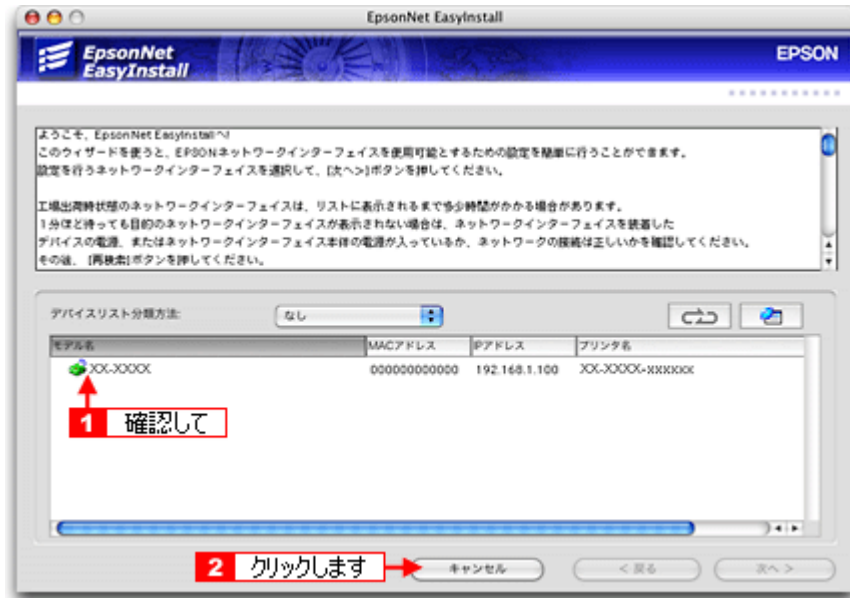 EpsonNet EasyInstall
EpsonNet
EasyInstall
EPSON
ようこそ、EpsonNet EasyInstallへ!
このウィザードを使うと、EPSONネットワークインターフェイスを使用可能とするための設定を簡単に行うことができます。
設定を行うネットワークインターフェイスを選択して、[次へ>]ボタンを押してください。
工場出荷時状態のネットワークインターフェイスは、リストに表示されるまで多少時間がかかる場合があります。
1分ほど待っても目的のネットワークインターフェイスが表示されない場合は、ネットワークインターフェイスを装着した
デバイスの電源、またはネットワークインターフェイス本体の電源が入っているか、ネットワークの接続は正しいかを確認してください。
その後、[再検索]ボタンを押してください。
デバイスリスト分類方法:
なし
モデル名 MACアドレス IPアドレス プリンタ名
XX-XXXX 000000000000 192.168.1.100 XX-XXXX-xxxxxx
1 確認して
2 クリックします
キャンセル
< 戻る
次へ >